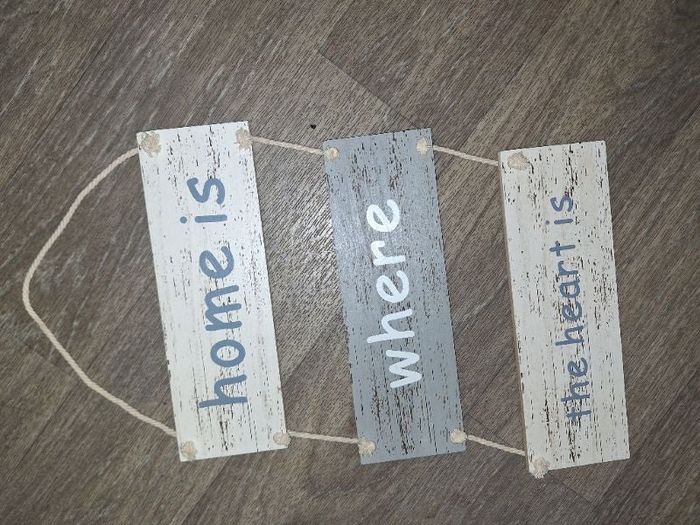 home is
where
the heart is